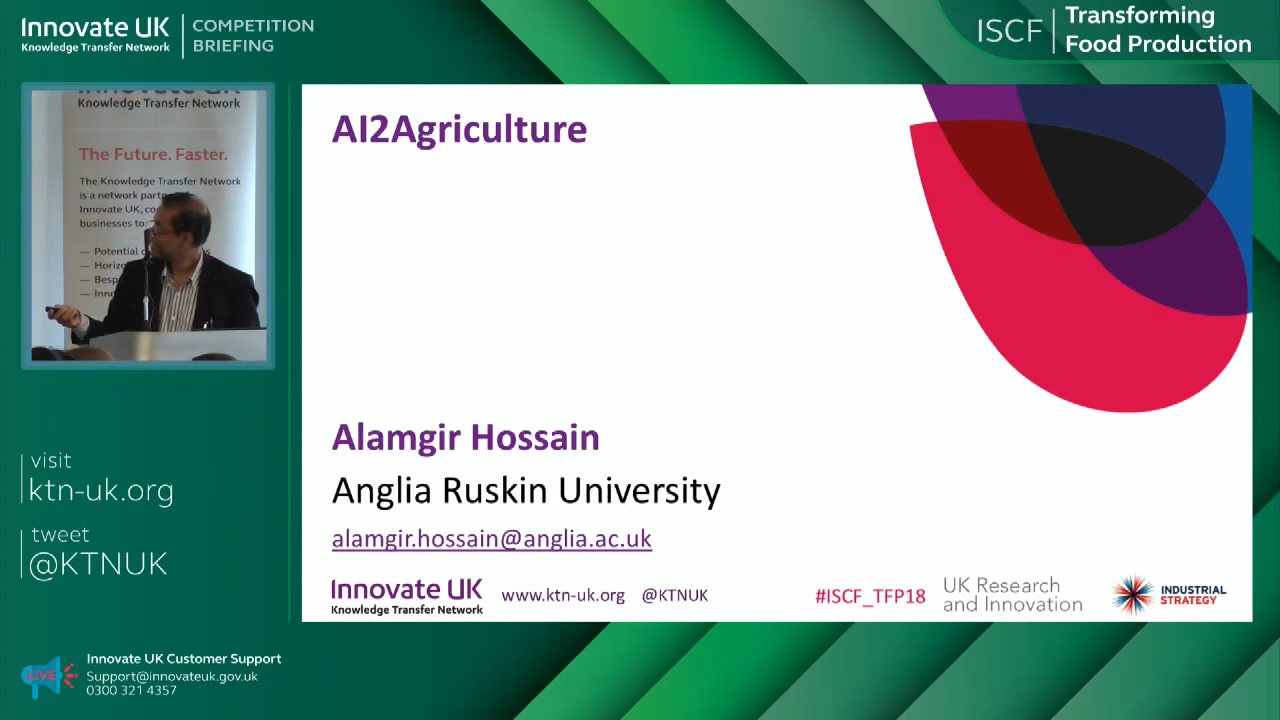 Innovate UK
Knowledge Transfer Network
COMPETITION
BRIEFING
ISCF
Transforming
Food Production
Knowledge Transfer Network
The Future. Faster.
The Knowledge Transfer Network
is a network
Innovate UK,
businesses to:
— Potential
AI2Agriculture
Alamgir Hossain
Anglia Ruskin University
alamgir.hossain@anglia.ac.uk
Innovate UK
Knowledge Transfer Network
www.ktn-uk.org @KTNUK
#ISCF_TFP18
UK Research
and Innovation
INDUSTRIAL
STRATEGY
visit
ktn-uk.org
tweet
@KTNUK
LIVE
Innovate UK Customer Support
Support@innovateuk.gov.uk
0300 321 4357